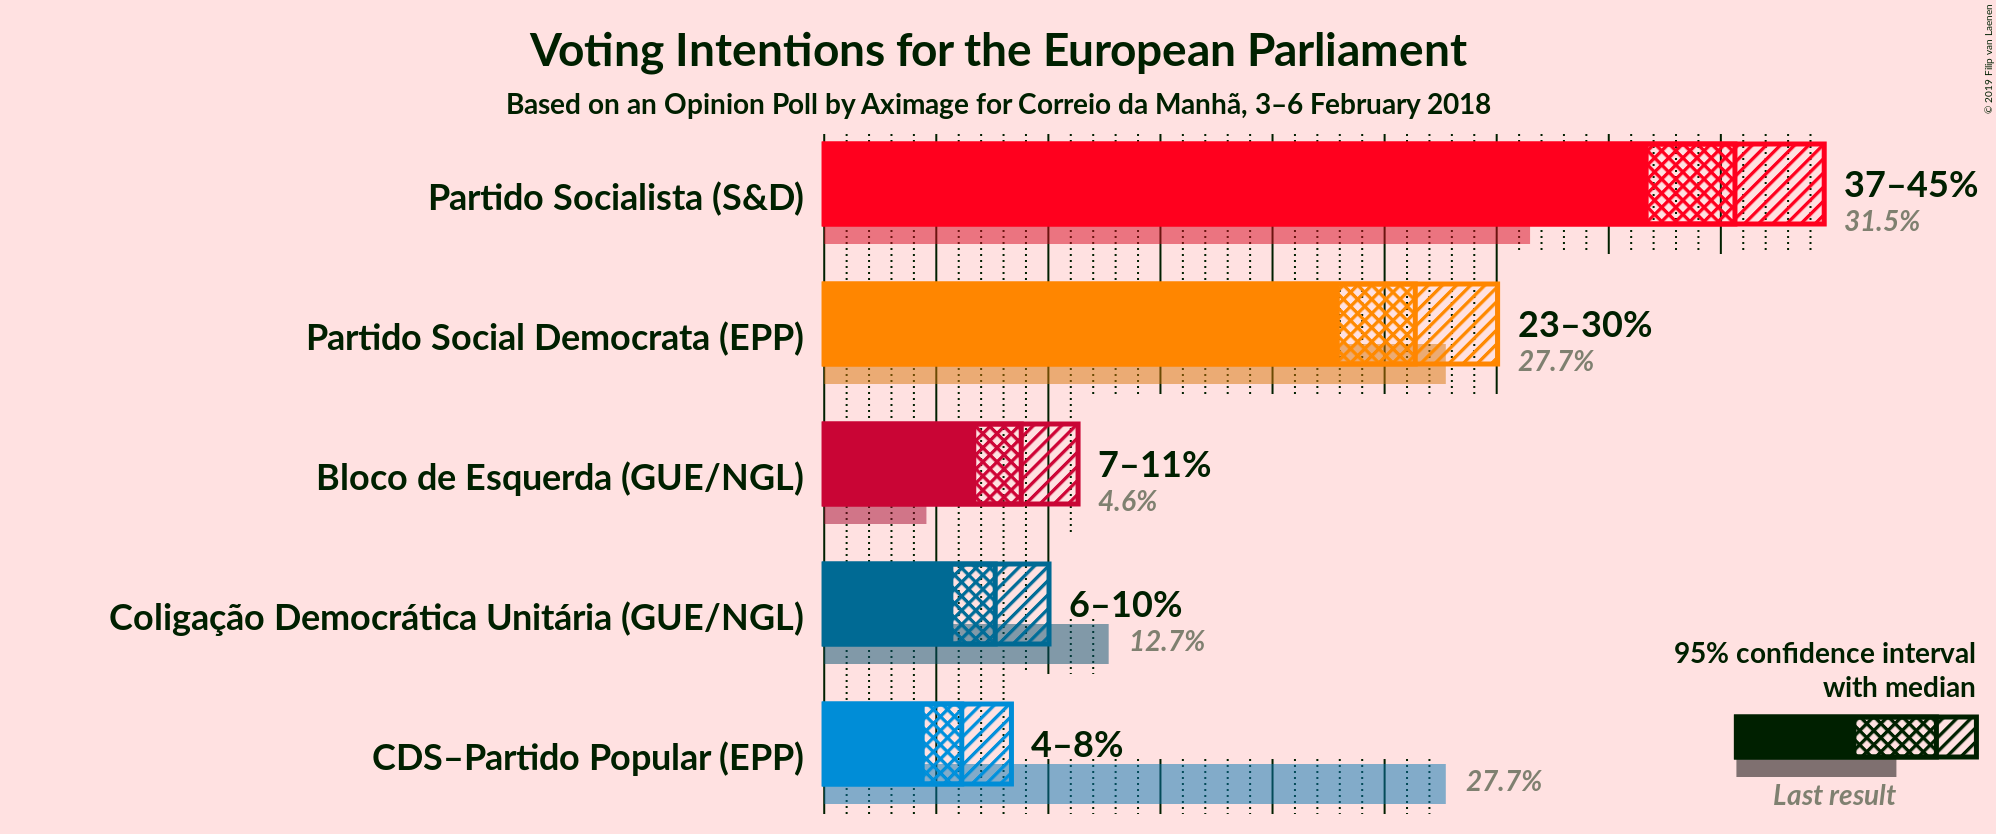 Voting Intentions for the European Parliament
Based on an Opinion Poll by Aximage for Correio da Manhã, 3–6 February 2018
© 2019 Filip van Laenen
Partido Socialista (S&D)
37–45%
31.5%
Partido Social Democrata (EPP)
23–30%
27.7%
Bloco de Esquerda (GUE/NGL)
7–11%
4.6%
Coligação Democrática Unitária (GUE/NGL)
6–10%
12.7%
CDS–Partido Popular (EPP)
4–8%
27.7%
95% confidence interval
with median
Last result